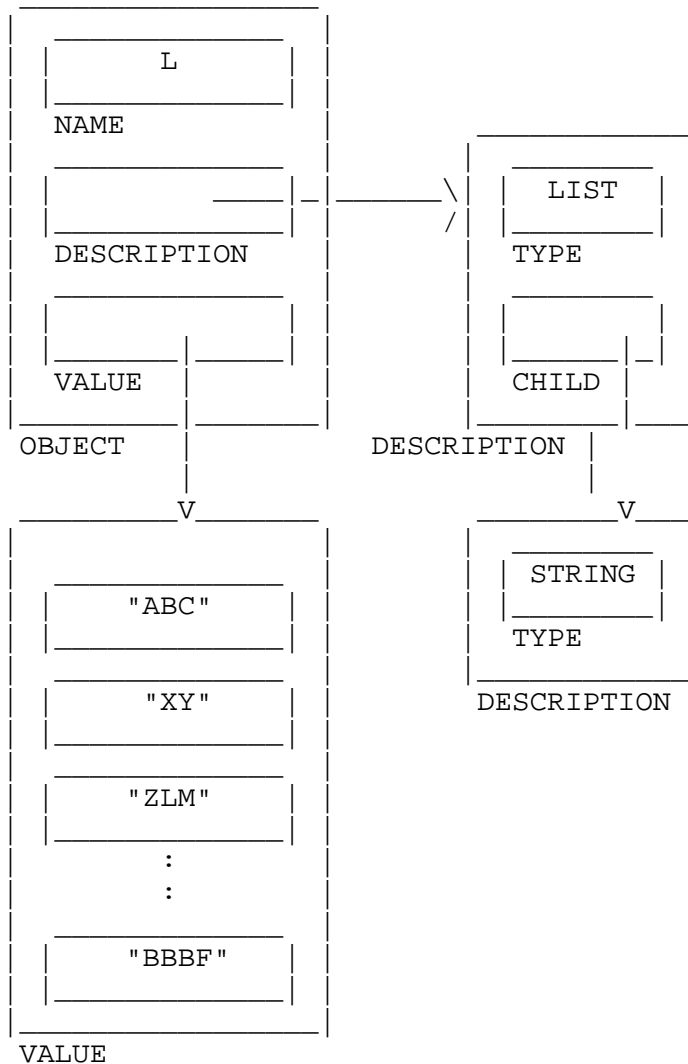 L
NAME
LIST
DESCRIPTION TYPE
VALUE CHILD
OBJECT DESCRIPTION
V V
STRING
"ABC"
TYPE
"XY" DESCRIPTION
"ZLM"
:
:
"BBBF"
VALUE